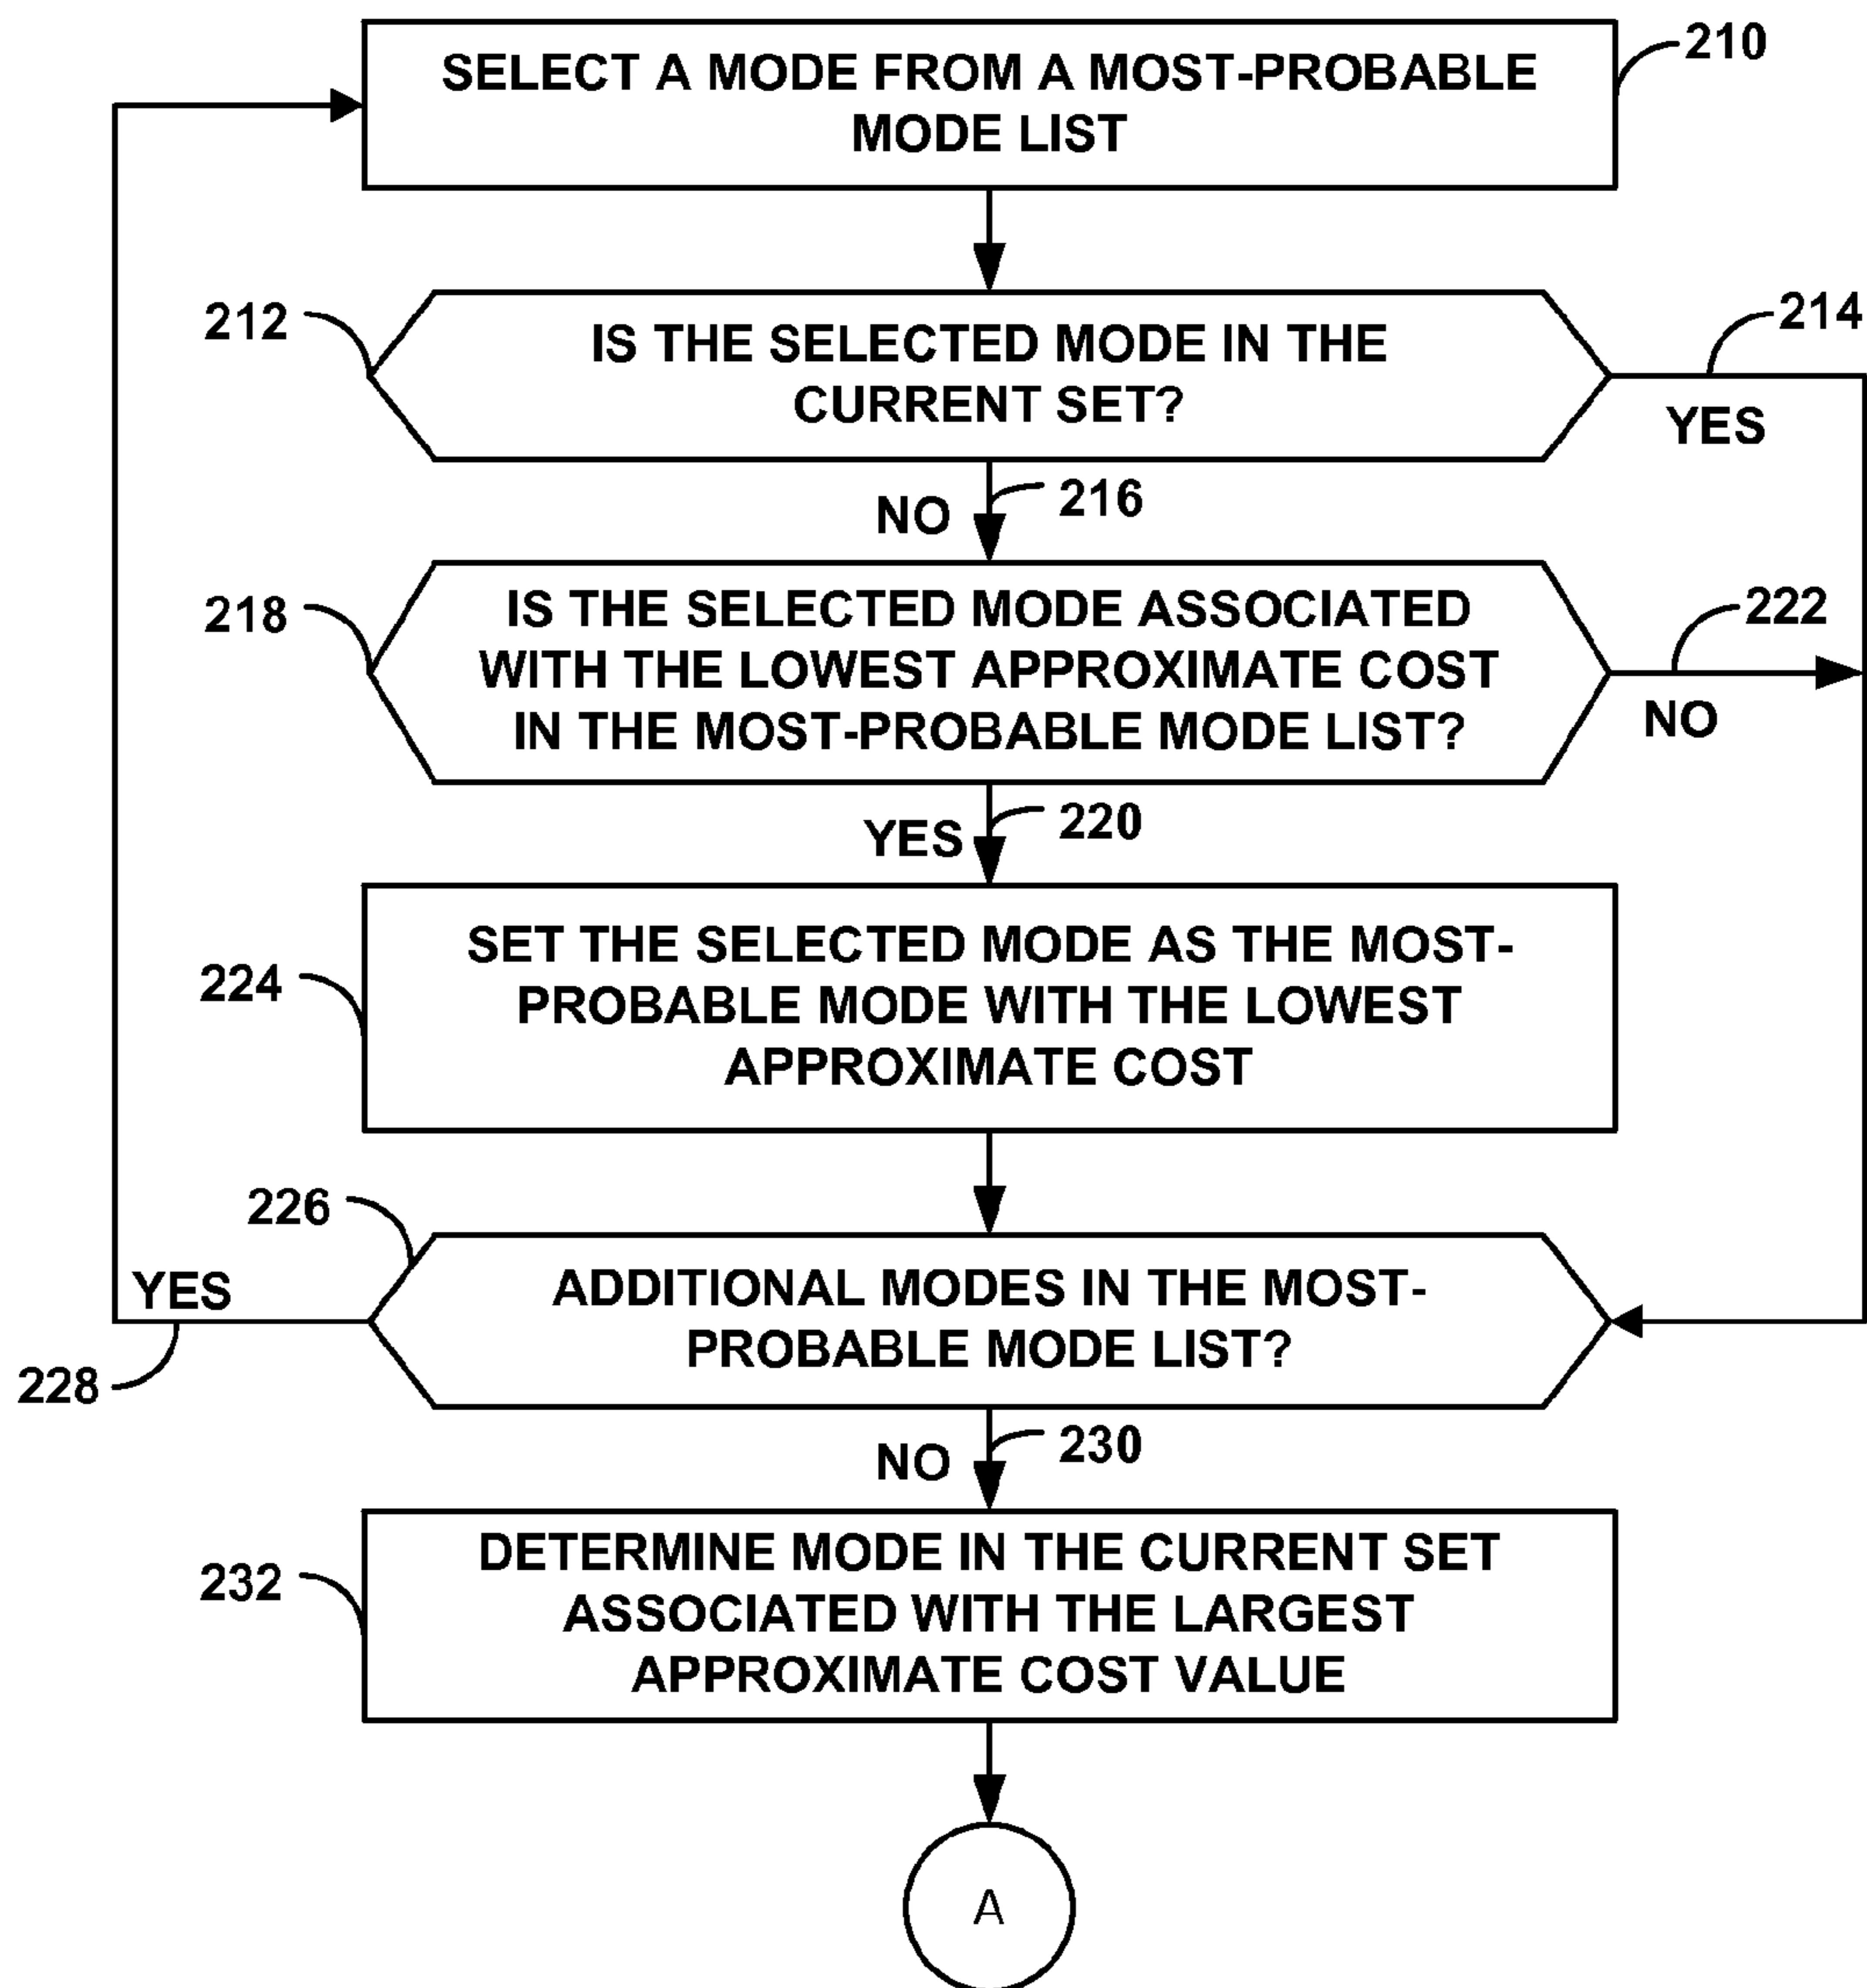 SELECT A MODE FROM A MOST-PROBABLE
MODE LIST
210
212
IS THE SELECTED MODE IN THE
CURRENT SET?
214
YES
NO
216
218
IS THE SELECTED MODE ASSOCIATED
WITH THE LOWEST APPROXIMATE COST
IN THE MOST-PROBABLE MODE LIST?
222
NO
YES
220
224
SET THE SELECTED MODE AS THE MOST-
PROBABLE MODE WITH THE LOWEST
APPROXIMATE COST
226
YES
228
ADDITIONAL MODES IN THE MOST-
PROBABLE MODE LIST?
NO
230
232
DETERMINE MODE IN THE CURRENT SET
ASSOCIATED WITH THE LARGEST
APPROXIMATE COST VALUE
A